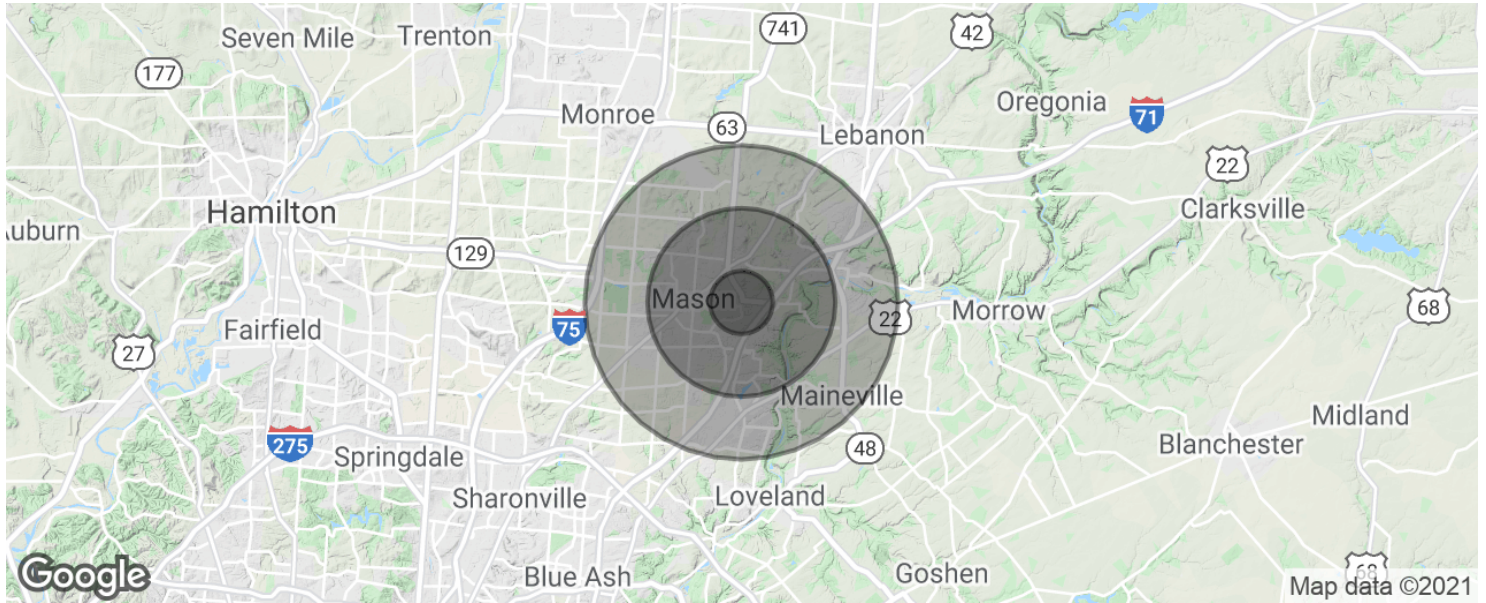 Seven Mile
Trenton
741
42
177
Monroe
63
Lebanon
Oregonia
71
22
Hamilton
Clarksville
Auburn
129
Mason
75
22
Morrow
68
27
Fairfield
Maineville
Midland
275
Springdale
48
Blanchester
Sharonville
Loveland
Blue Ash
Goshen
68
Google
Map data ©2021